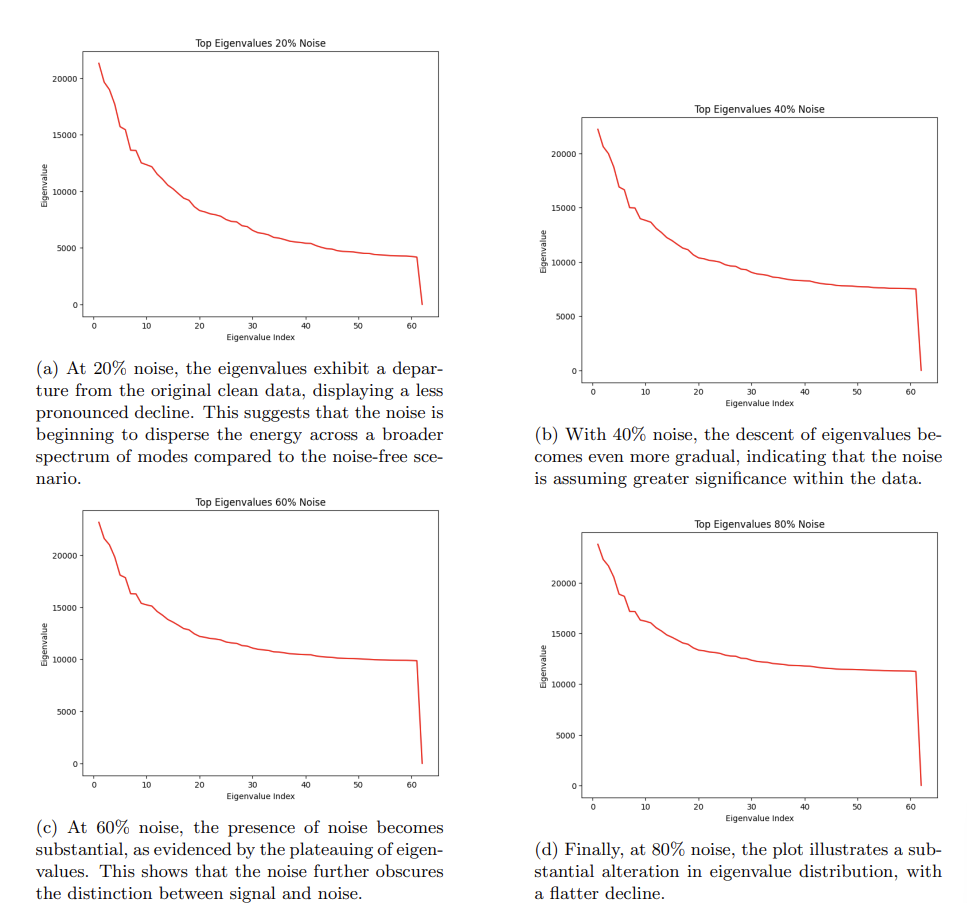 Top Eigenvalues 20% Noise
20000
15000
10000
5000
0
Eigenvalue
0 10 20 30 40 50 60
Eigenvalue Index
(a) At 20% noise, the eigenvalues exhibit a depar-
ture from the original clean data, displaying a less
pronounced decline. This suggests that the noise is
beginning to disperse the energy across a broader
spectrum of modes compared to the noise-free sce-
nario.
Top Eigenvalues 40% Noise
20000
15000
10000
5000
0
Eigenvalue
0 10 20 30 40 50 60
Eigenvalue Index
(b) With 40% noise, the descent of eigenvalues be-
comes even more gradual, indicating that the noise
is assuming greater significance within the data.
Top Eigenvalues 60% Noise
20000
15000
10000
5000
0
Eigenvalue
0 10 20 30 40 50 60
Eigenvalue Index
(c) At 60% noise, the presence of noise becomes
substantial, as evidenced by the plateauing of eigen-
values. This shows that the noise further obscures
the distinction between signal and noise.
Top Eigenvalues 80% Noise
20000
15000
10000
5000
0
Eigenvalue
0 10 20 30 40 50 60
Eigenvalue Index
(d) Finally, at 80% noise, the plot illustrates a sub-
stantial alteration in eigenvalue distribution, with
a flatter decline.